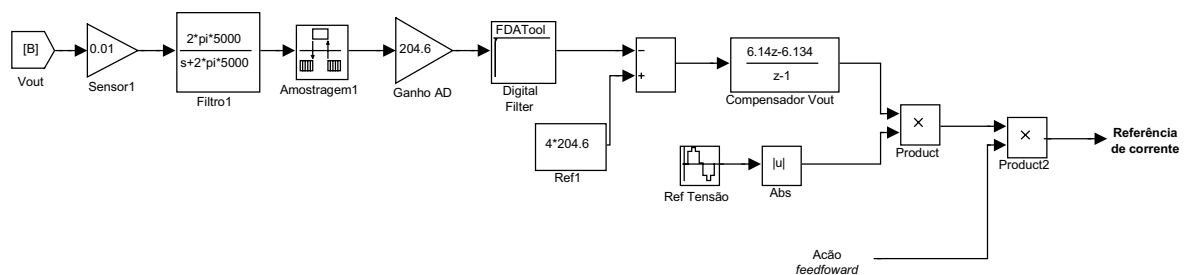 [B]
Vout
0.01
Sensor1
2*pi*5000
s+2*pi*5000
Filtro1
Amostragem1
204.6
Ganho AD
FDATool
Digital
Filter
−
+
4*204.6
Ref1
6.14z-6.134
z-1
Compensador Vout
Ref Tensão
|u|
Abs
×
Product
×
Product2
Referência
de corrente
Acão
feedfoward